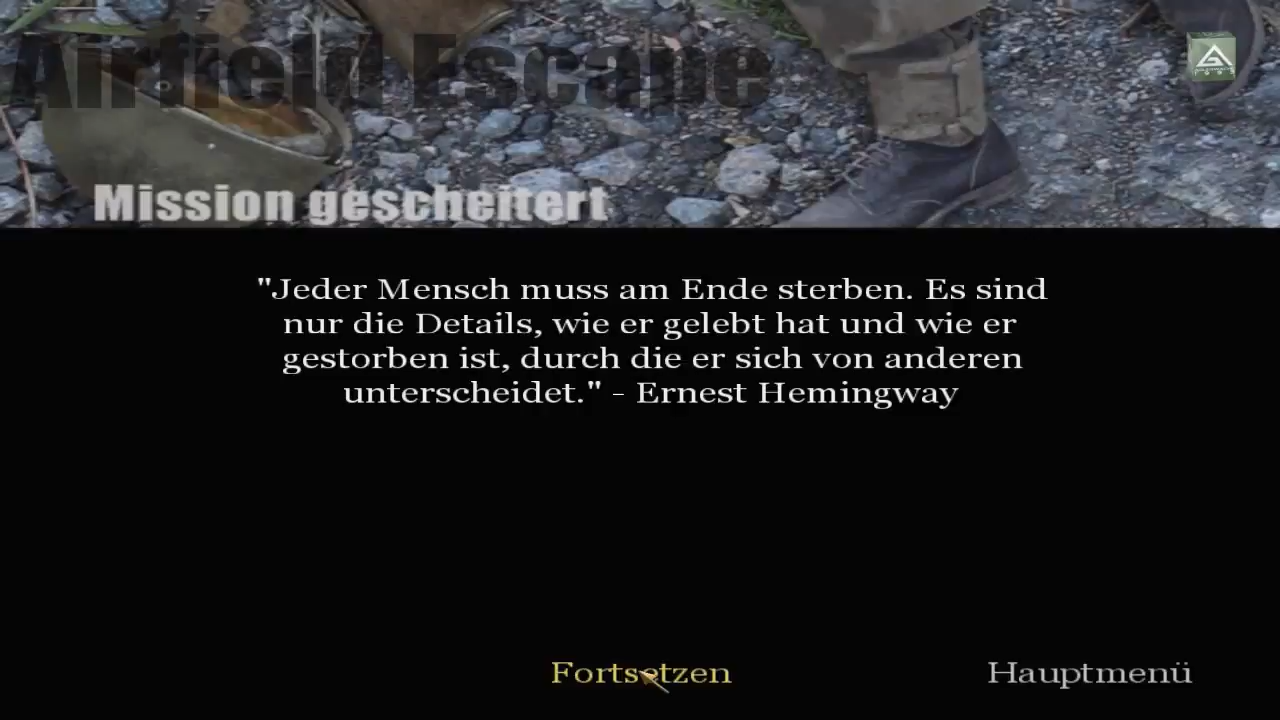 Airfield Escape
Mission gescheitert
"Jeder Mensch muss am Ende sterben. Es sind
nur die Details, wie er gelebt hat und wie er
gestorben ist, durch die er sich von anderen
unterscheidet." - Ernest Hemingway
Fortsetzen
Hauptmenü